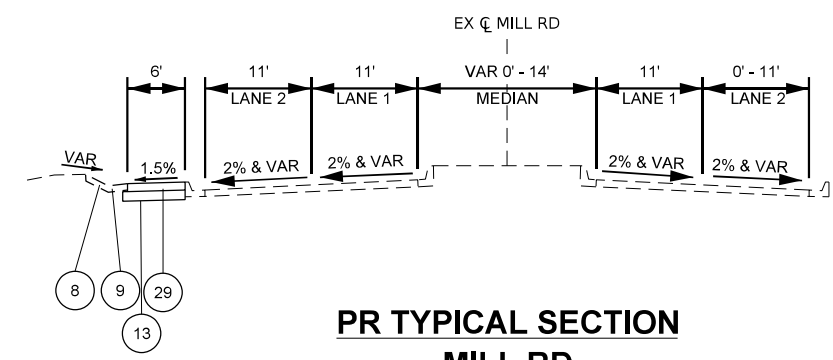 EX ℄ MILL RD
6' 11' 11' VAR 0' - 14' 11' 0' - 11'
LANE 2 LANE 1 MEDIAN LANE 1 LANE 2
VAR 1.5% 2% & VAR 2% & VAR 2% & VAR 2% & VAR
8 9 29
13
PR TYPICAL SECTION
MILL RD